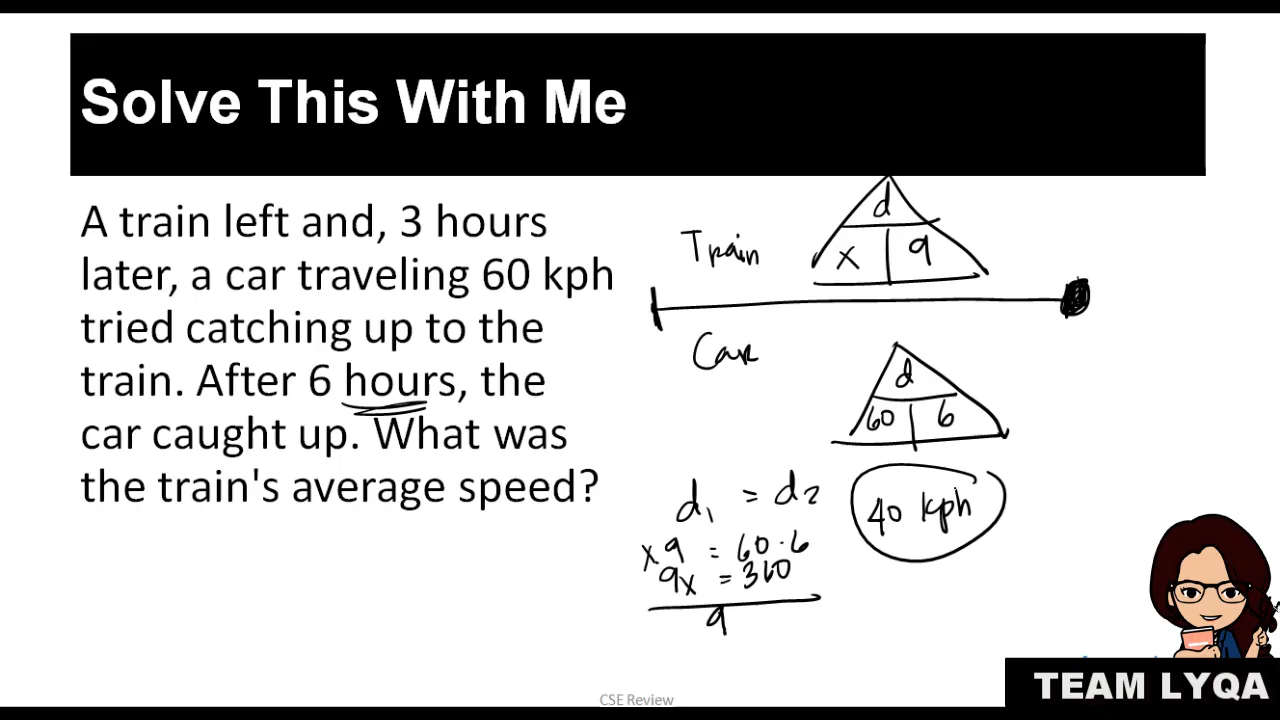 Solve This With Me
A train left and, 3 hours
later, a car traveling 60 kph
tried catching up to the
train. After 6 hours, the
car caught up. What was
the train's average speed?
d
Train
x 9
Car
d
60 6
d₁ = d₂
x9 = 60·6
9x = 360
9
40 kph
TEAM LYQA
CSE Review